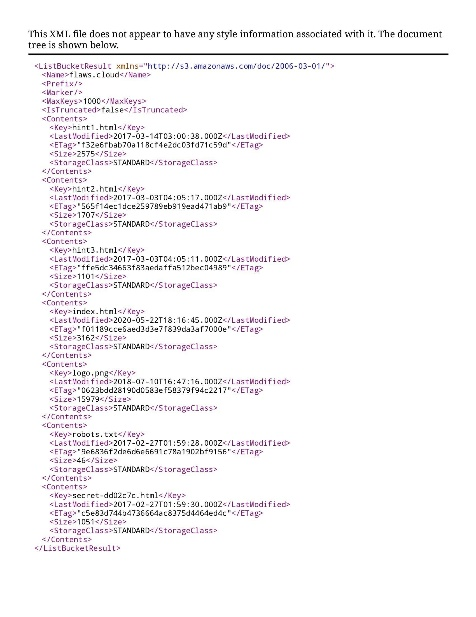 This XML file does not appear to have any style information associated with it. The document
tree is shown below.
<ListBucketResult xmlns="http://s3.amazonaws.com/doc/2006-03-01/">
<Name>flaws.cloud</Name>
<Prefix/>
<Marker/>
<MaxKeys>1000</MaxKeys>
<IsTruncated>false</IsTruncated>
<Contents>
<Key>hint1.html</Key>
<LastModified>2017-03-14T03:00:38.000Z</LastModified>
<ETag>"f32e6fbab70a118cf4e2dc03fd71c59d"</ETag>
<Size>2575</Size>
<StorageClass>STANDARD</StorageClass>
</Contents>
<Contents>
<Key>hint2.html</Key>
<LastModified>2017-03-03T04:05:17.000Z</LastModified>
<ETag>"565f14ec1dce259789eb919ead471ab9"</ETag>
<Size>1707</Size>
<StorageClass>STANDARD</StorageClass>
</Contents>
<Contents>
<Key>hint3.html</Key>
<LastModified>2017-03-03T04:05:11.000Z</LastModified>
<ETag>"ffe5dc34663f83aedaffa512bec04989"</ETag>
<Size>1101</Size>
<StorageClass>STANDARD</StorageClass>
</Contents>
<Contents>
<Key>index.html</Key>
<LastModified>2020-05-22T18:16:45.000Z</LastModified>
<ETag>"f01189cce6aed3d3e7f839da3af7000e"</ETag>
<Size>3162</Size>
<StorageClass>STANDARD</StorageClass>
</Contents>
<Contents>
<Key>logo.png</Key>
<LastModified>2018-07-10T16:47:16.000Z</LastModified>
<ETag>"0623bdd28190d0583ef58379f94c2217"</ETag>
<Size>15979</Size>
<StorageClass>STANDARD</StorageClass>
</Contents>
<Contents>
<Key>robots.txt</Key>
<LastModified>2017-02-27T01:59:28.000Z</LastModified>
<ETag>"9e6836f2de6d6e6691c78a1902bf9156"</ETag>
<Size>46</Size>
<StorageClass>STANDARD</StorageClass>
</Contents>
<Contents>
<Key>secret-dd02c7c.html</Key>
<LastModified>2017-02-27T01:59:30.000Z</LastModified>
<ETag>"c5e83d744b4736664ac8375d4464ed4c"</ETag>
<Size>1051</Size>
<StorageClass>STANDARD</StorageClass>
</Contents>
</ListBucketResult>